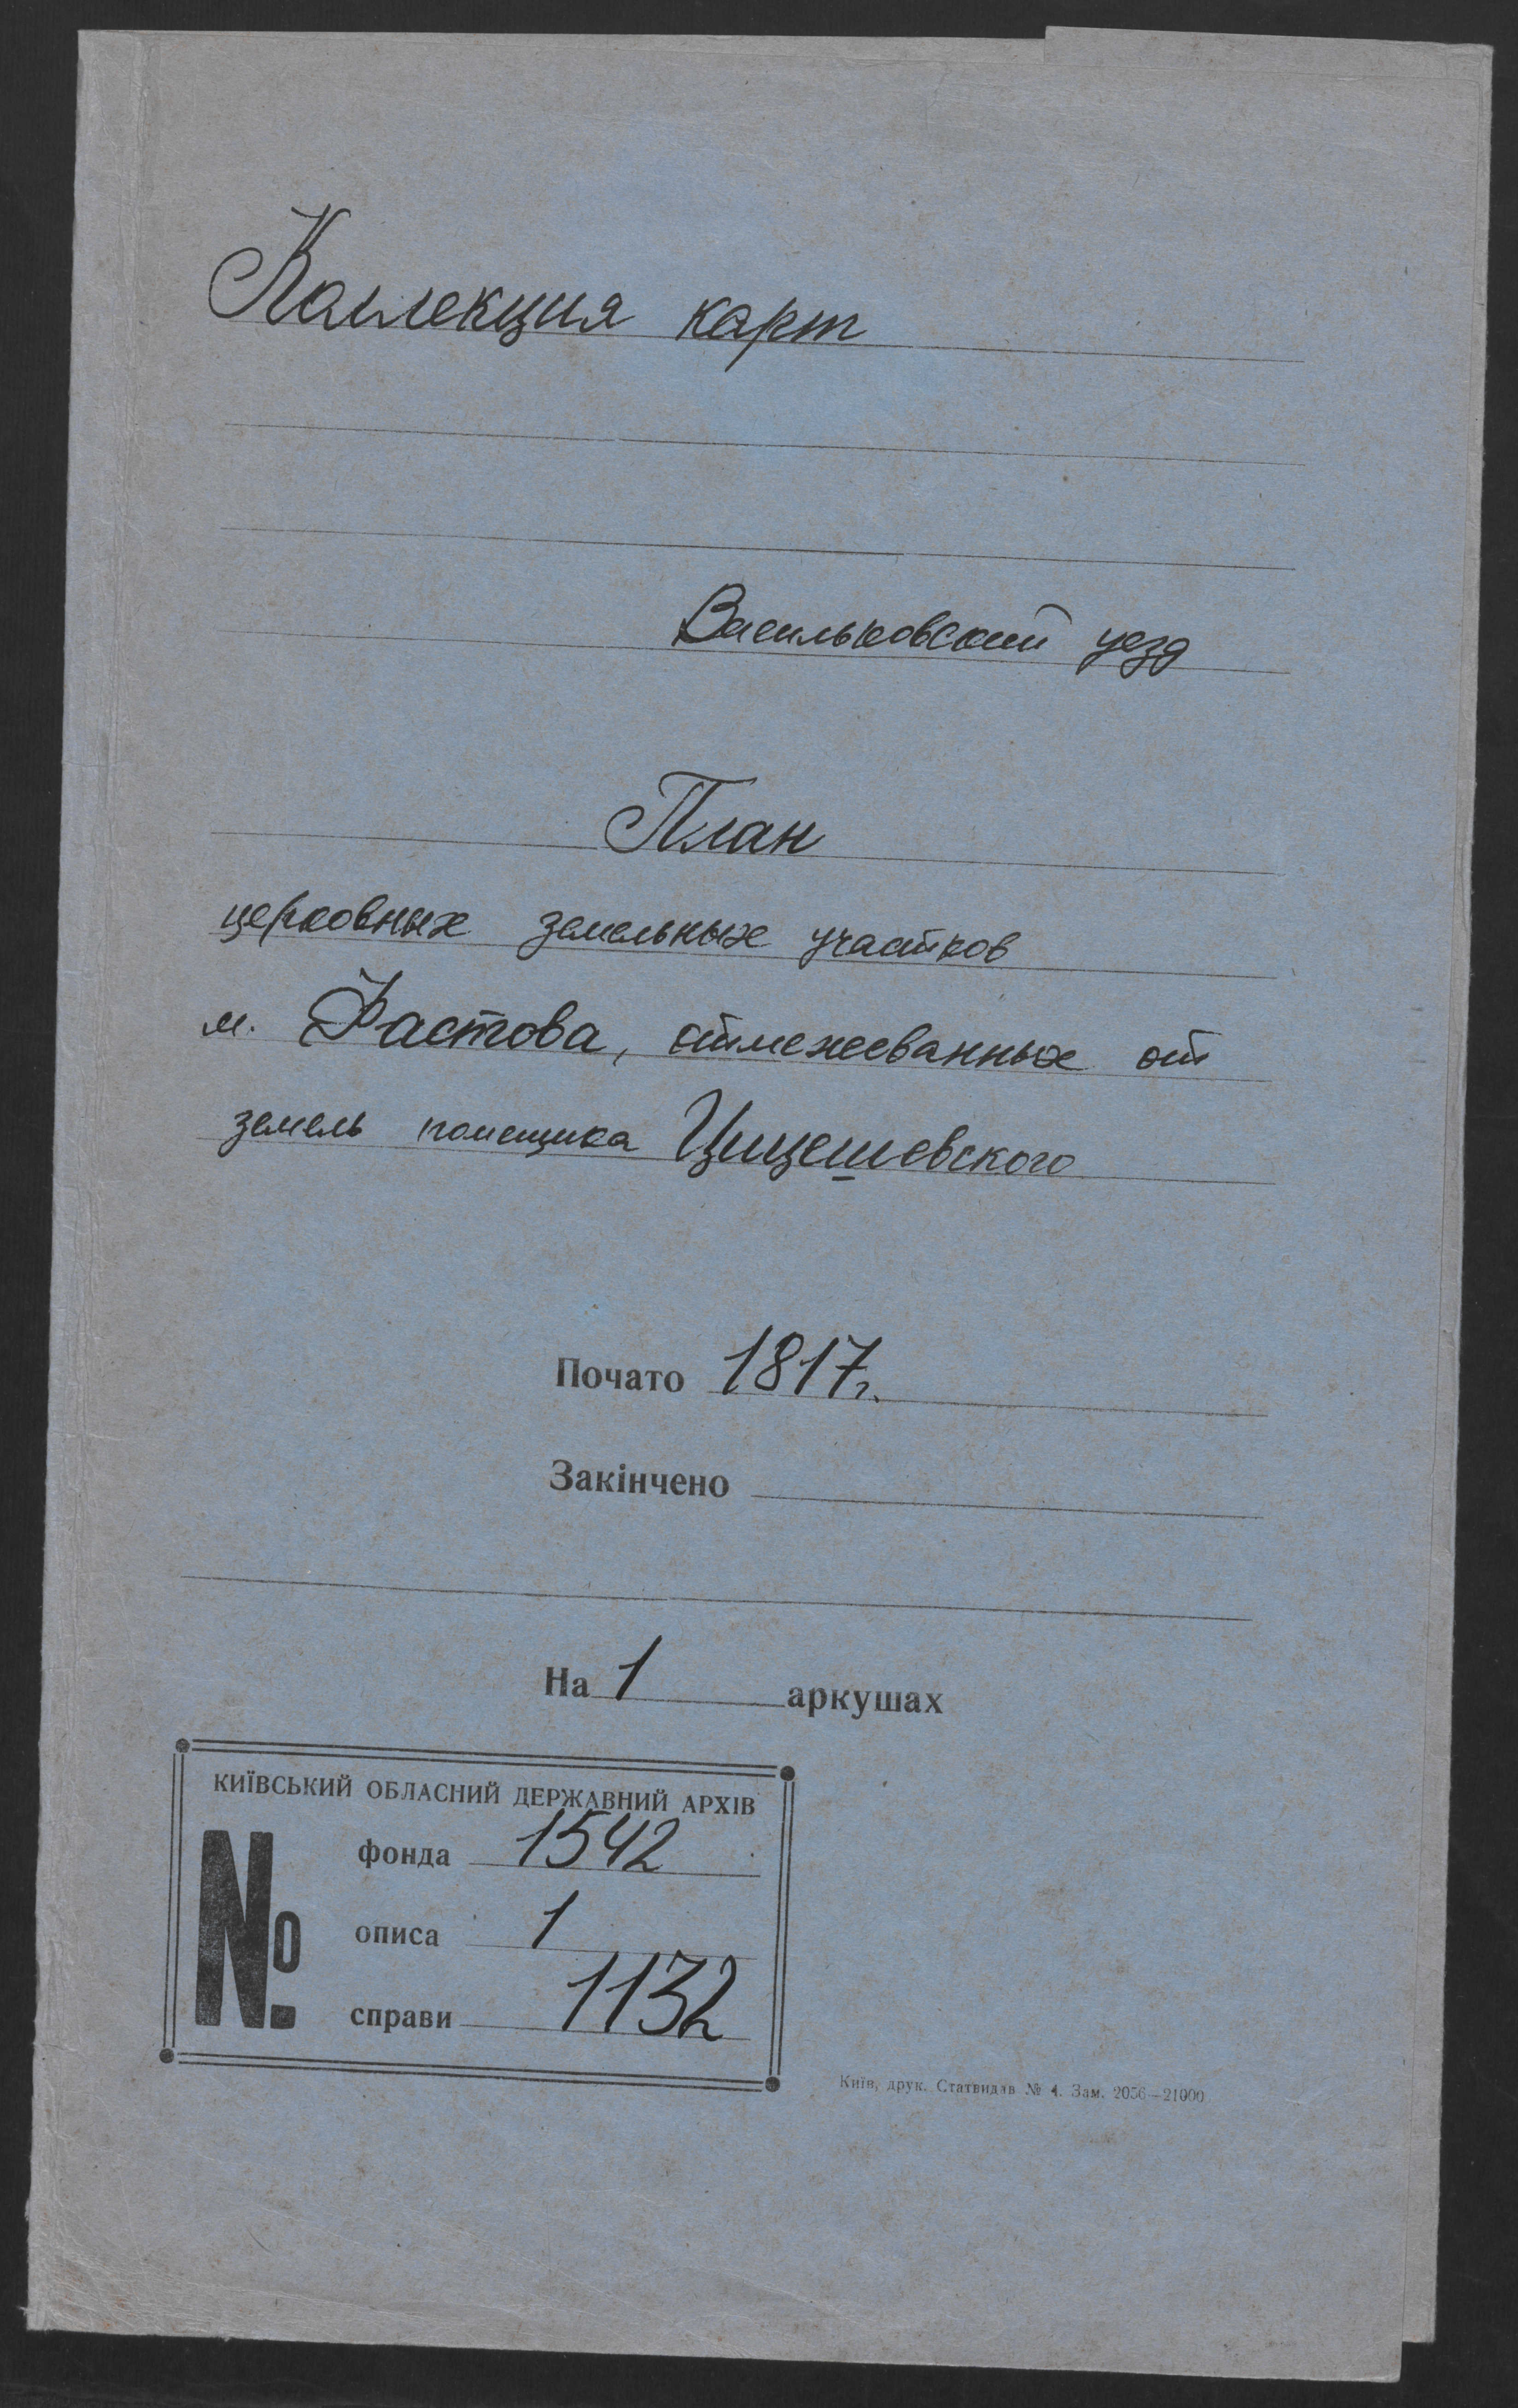 Коллекция карт
Васильковский уезд
План
церковных земельных участков
м. Фастова, отмежеванных от
земель помещика Цицешевского
Почато 1817 г.
Закінчено
На 1 аркушах
КИЇВСЬКИЙ ОБЛАСНИЙ ДЕРЖАВНИЙ АРХІВ
№
фонда 1542
описа 1
справи 1132
Київ, друк. Статвидав № 4. Зам. 2056—21000